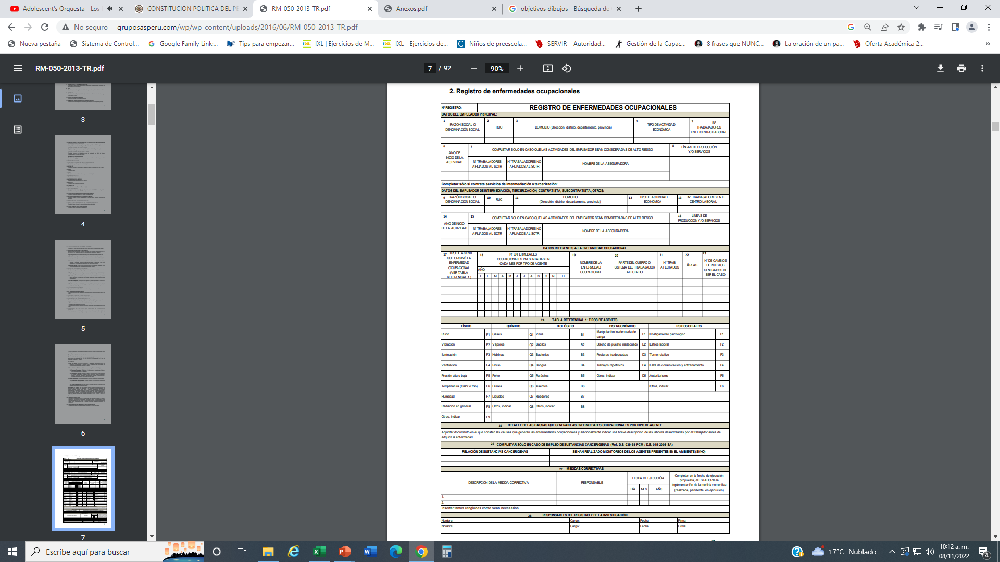 Adolescent's Orquesta - Los
CONSTITUCION POLITICA DEL PE
RM-050-2013-TR.pdf
Anexos.pdf
objetivos dibujos - Búsqueda de
No seguro
gruposasperu.com/wp/wp-content/uploads/2016/06/RM-050-2013-TR.pdf
Nueva pestaña
Sistema de Control...
Google Family Link:...
Tips para empezar...
IXL | Ejercicios de M...
IXL - Ejercicios de...
Niños de preescola...
SERVIR – Autoridad...
Gestión de la Capac...
8 frases que NUNC...
La oración de un pa...
Oferta Académica 2...
»
RM-050-2013-TR.pdf
7 / 92
90%
3
4
5
6
7
2. Registro de enfermedades ocupacionales
Nº REGISTRO:
REGISTRO DE ENFERMEDADES OCUPACIONALES
DATOS DEL EMPLEADOR PRINCIPAL:
1 RAZÓN SOCIAL O
DENOMINACIÓN SOCIAL
2 RUC
3 DOMICILIO (Dirección, distrito, departamento, provincia)
4 TIPO DE ACTIVIDAD
ECONÓMICA
5 Nº
TRABAJADORES
EN EL CENTRO LABORAL
6 AÑO DE
INICIO DE LA
ACTIVIDAD
7 COMPLETAR SÓLO EN CASO QUE LAS ACTIVIDADES DEL EMPLEADOR SEAN CONSIDERADAS DE ALTO RIESGO
8 LÍNEAS DE PRODUCCIÓN
Y/O SERVICIOS
N° TRABAJADORES
AFILIADOS AL SCTR
N° TRABAJADORES NO
AFILIADOS AL SCTR
NOMBRE DE LA ASEGURADORA
Completar sólo si contrata servicios de intermediación o tercerización:
DATOS DEL EMPLEADOR DE INTERMEDIACIÓN, TERCERIZACIÓN, CONTRATISTA, SUBCONTRATISTA, OTROS:
9 RAZÓN SOCIAL O
DENOMINACIÓN SOCIAL
10 RUC
11 DOMICILIO
(Dirección, distrito, departamento, provincia)
12 TIPO DE ACTIVIDAD
ECONÓMICA
13 Nº TRABAJADORES EN EL
CENTRO LABORAL
14 AÑO DE INICIO
DE LA ACTIVIDAD
15 COMPLETAR SÓLO EN CASO QUE LAS ACTIVIDADES DEL EMPLEADOR SEAN CONSIDERADAS DE ALTO RIESGO
16 LÍNEAS DE
PRODUCCIÓN Y/O SERVICIOS
N° TRABAJADORES
AFILIADOS AL SCTR
N° TRABAJADORES NO
AFILIADOS AL SCTR
NOMBRE DE LA ASEGURADORA
DATOS REFERENTES A LA ENFERMEDAD OCUPACIONAL
17 TIPO DE AGENTE
QUE ORIGINÓ LA
ENFERMEDAD
OCUPACIONAL
(VER TABLA
REFERENCIAL 1 )
18 N° ENFERMEDADES
OCUPACIONALES PRESENTADAS EN
CADA MES POR TIPO DE AGENTE
AÑO:
E F M A M J J A S O N D
19 NOMBRE DE LA
ENFERMEDAD
OCUPACIONAL
20 PARTE DEL CUERPO O
SISTEMA DEL TRABAJADOR
AFECTADO
21 N° TRAB.
AFECTADOS
22 ÁREAS
23 N° DE CAMBIOS
DE PUESTOS
GENERADOS DE
SER EL CASO
24 TABLA REFERENCIAL 1: TIPOS DE AGENTES
FÍSICO QUÍMICO BIOLÓGICO DISERGONÓMICO PSICOSOCIALES
Ruido F1 Gases Q1 Virus B1 Manipulación inadecuada de carga D1 Hostigamiento psicológico P1
Vibración F2 Vapores Q2 Bacilos B2 Diseño de puesto inadecuado D2 Estrés laboral P2
Iluminación F3 Neblinas Q3 Bacterias B3 Posturas inadecuadas D3 Turno rotativo P3
Ventilación F4 Rocío Q4 Hongos B4 Trabajos repetitivos D4 Falta de comunicación y entrenamiento. P4
Presión alta o baja F5 Polvo Q5 Parásitos B5 Otros, indicar D5 Autoritarismo P5
Temperatura (Calor o frío) F6 Humos Q6 Insectos B6 Otros, indicar P6
Humedad F7 Líquidos Q7 Roedores B7
Radiación en general F8 Otros, indicar Q8 Otros, indicar B8
Otros, indicar F9
25 DETALLE DE LAS CAUSAS QUE GENERAN LAS ENFERMEDADES OCUPACIONALES POR TIPO DE AGENTE
Adjuntar documento en el que consten las causas que generan las enfermedades ocupacionales y adicionalmente indicar una breve descripción de las labores desarrolladas por el trabajador antes de
adquirir la enfermedad.
26 COMPLETAR SÓLO EN CASO DE EMPLEO DE SUSTANCIAS CANCERIGENAS (Ref. D.S. 039-93-PCM / D.S. 015-2005-SA)
RELACIÓN DE SUSTANCIAS CANCERIGENAS
SE HAN REALIZADO MONITOREOS DE LOS AGENTES PRESENTES EN EL AMBIENTE (SI/NO)
27 MEDIDAS CORRECTIVAS
DESCRIPCIÓN DE LA MEDIDA CORRECTIVA
RESPONSABLE
FECHA DE EJECUCIÓN
DÍA MES AÑO
Completar en la fecha de ejecución
propuesta, el ESTADO de la
implementación de la medida correctiva
(realizada, pendiente, en ejecución)
1.-
2.-
Insertar tantos renglones como sean necesarios.
28 RESPONSABLES DEL REGISTRO Y DE LA INVESTIGACIÓN
Nombre: Cargo: Fecha: Firma:
Nombre: Cargo: Fecha: Firma:
Escribe aquí para buscar
17°C Nublado
10:12 a. m.
08/11/2022
4